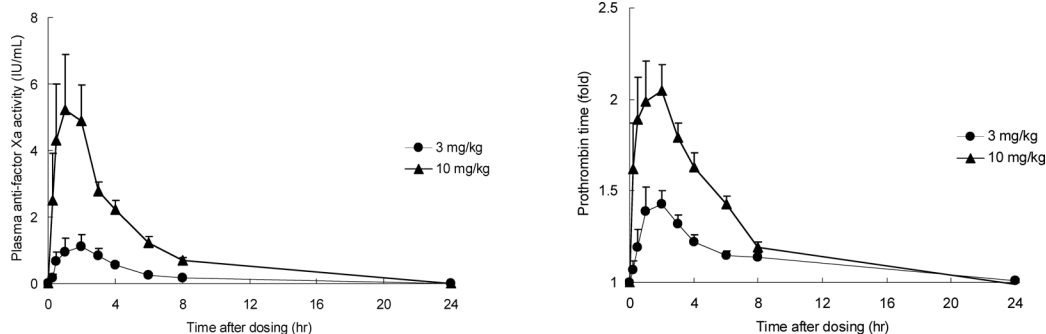 Plasma anti-factor Xa activity (IU/mL)
8
6
4
2
0
0 4 8 12 16 20 24
Time after dosing (hr)
3 mg/kg
10 mg/kg
Prothrombin time (fold)
2.5
2
1.5
1
0 4 8 12 16 20 24
Time after dosing (hr)
3 mg/kg
10 mg/kg